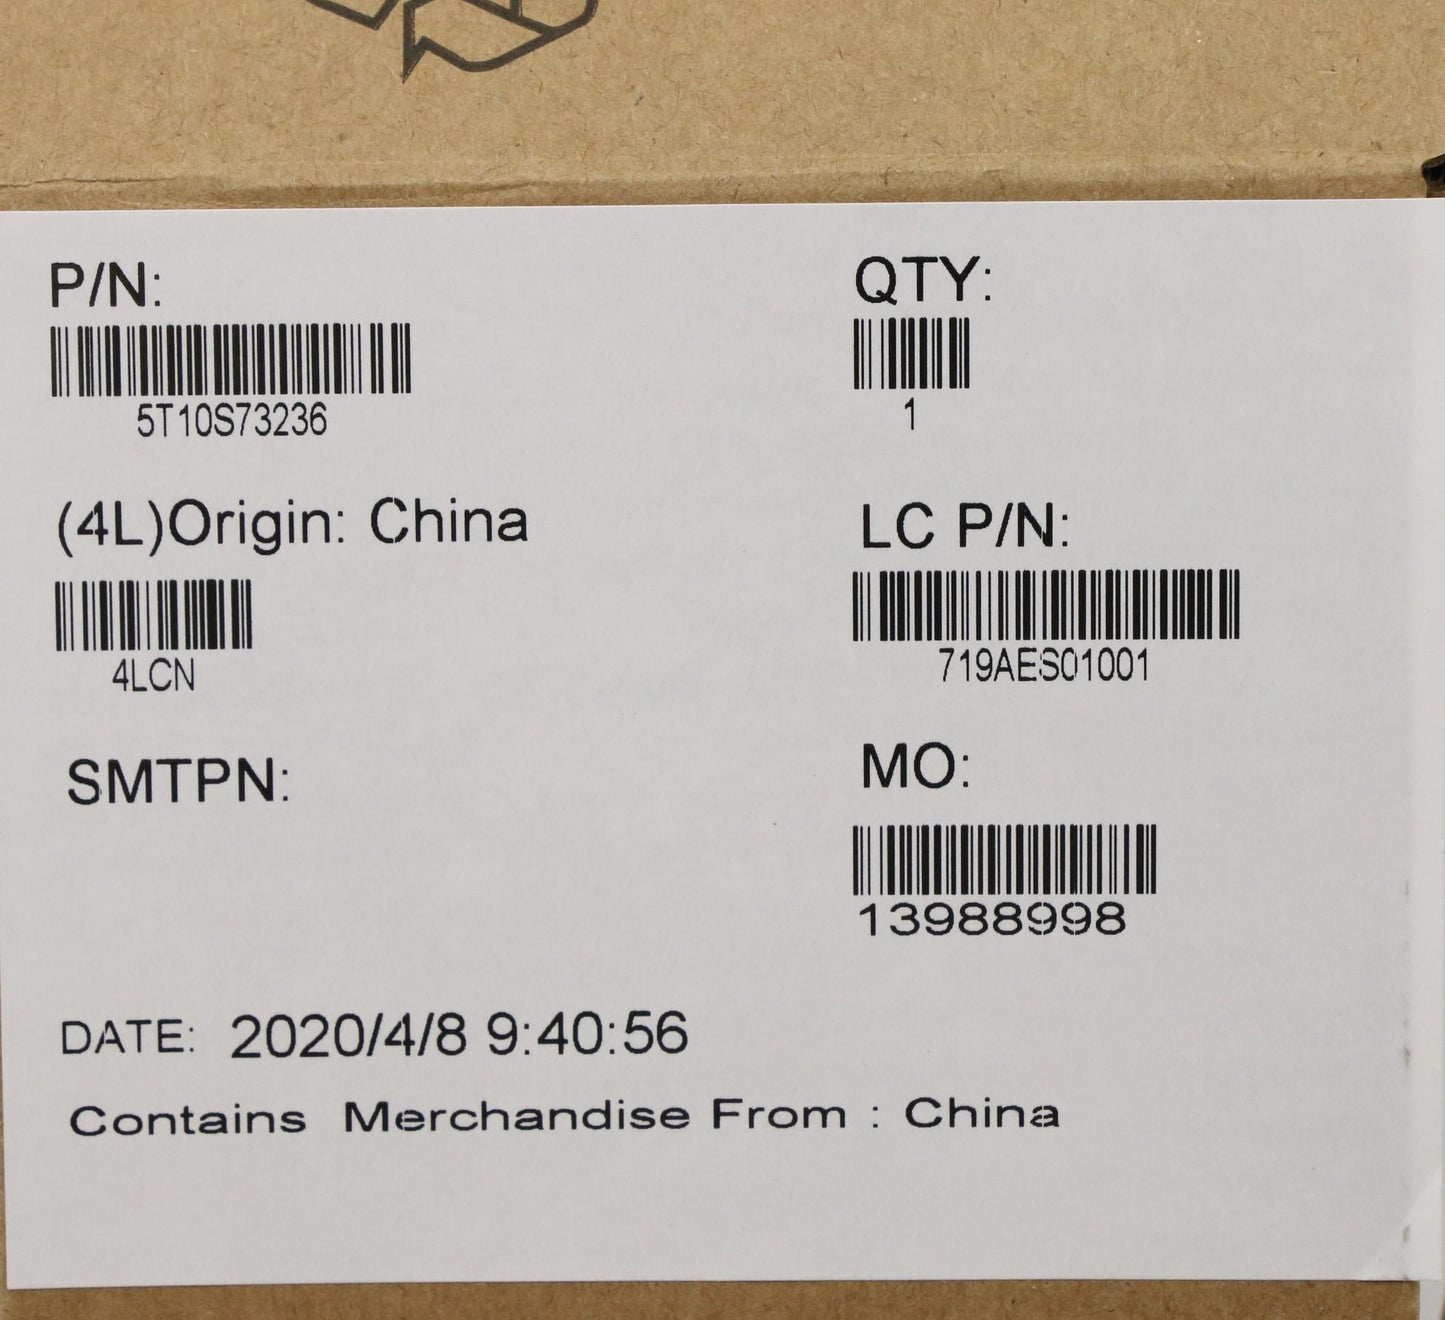 P/N:
5T10S73236
QTY:
1
(4L)Origin: China
4LCN
LC P/N:
719AES01001
SMTPN:
MO:
13988998
DATE: 2020/4/8 9:40:56
Contains Merchandise From : China